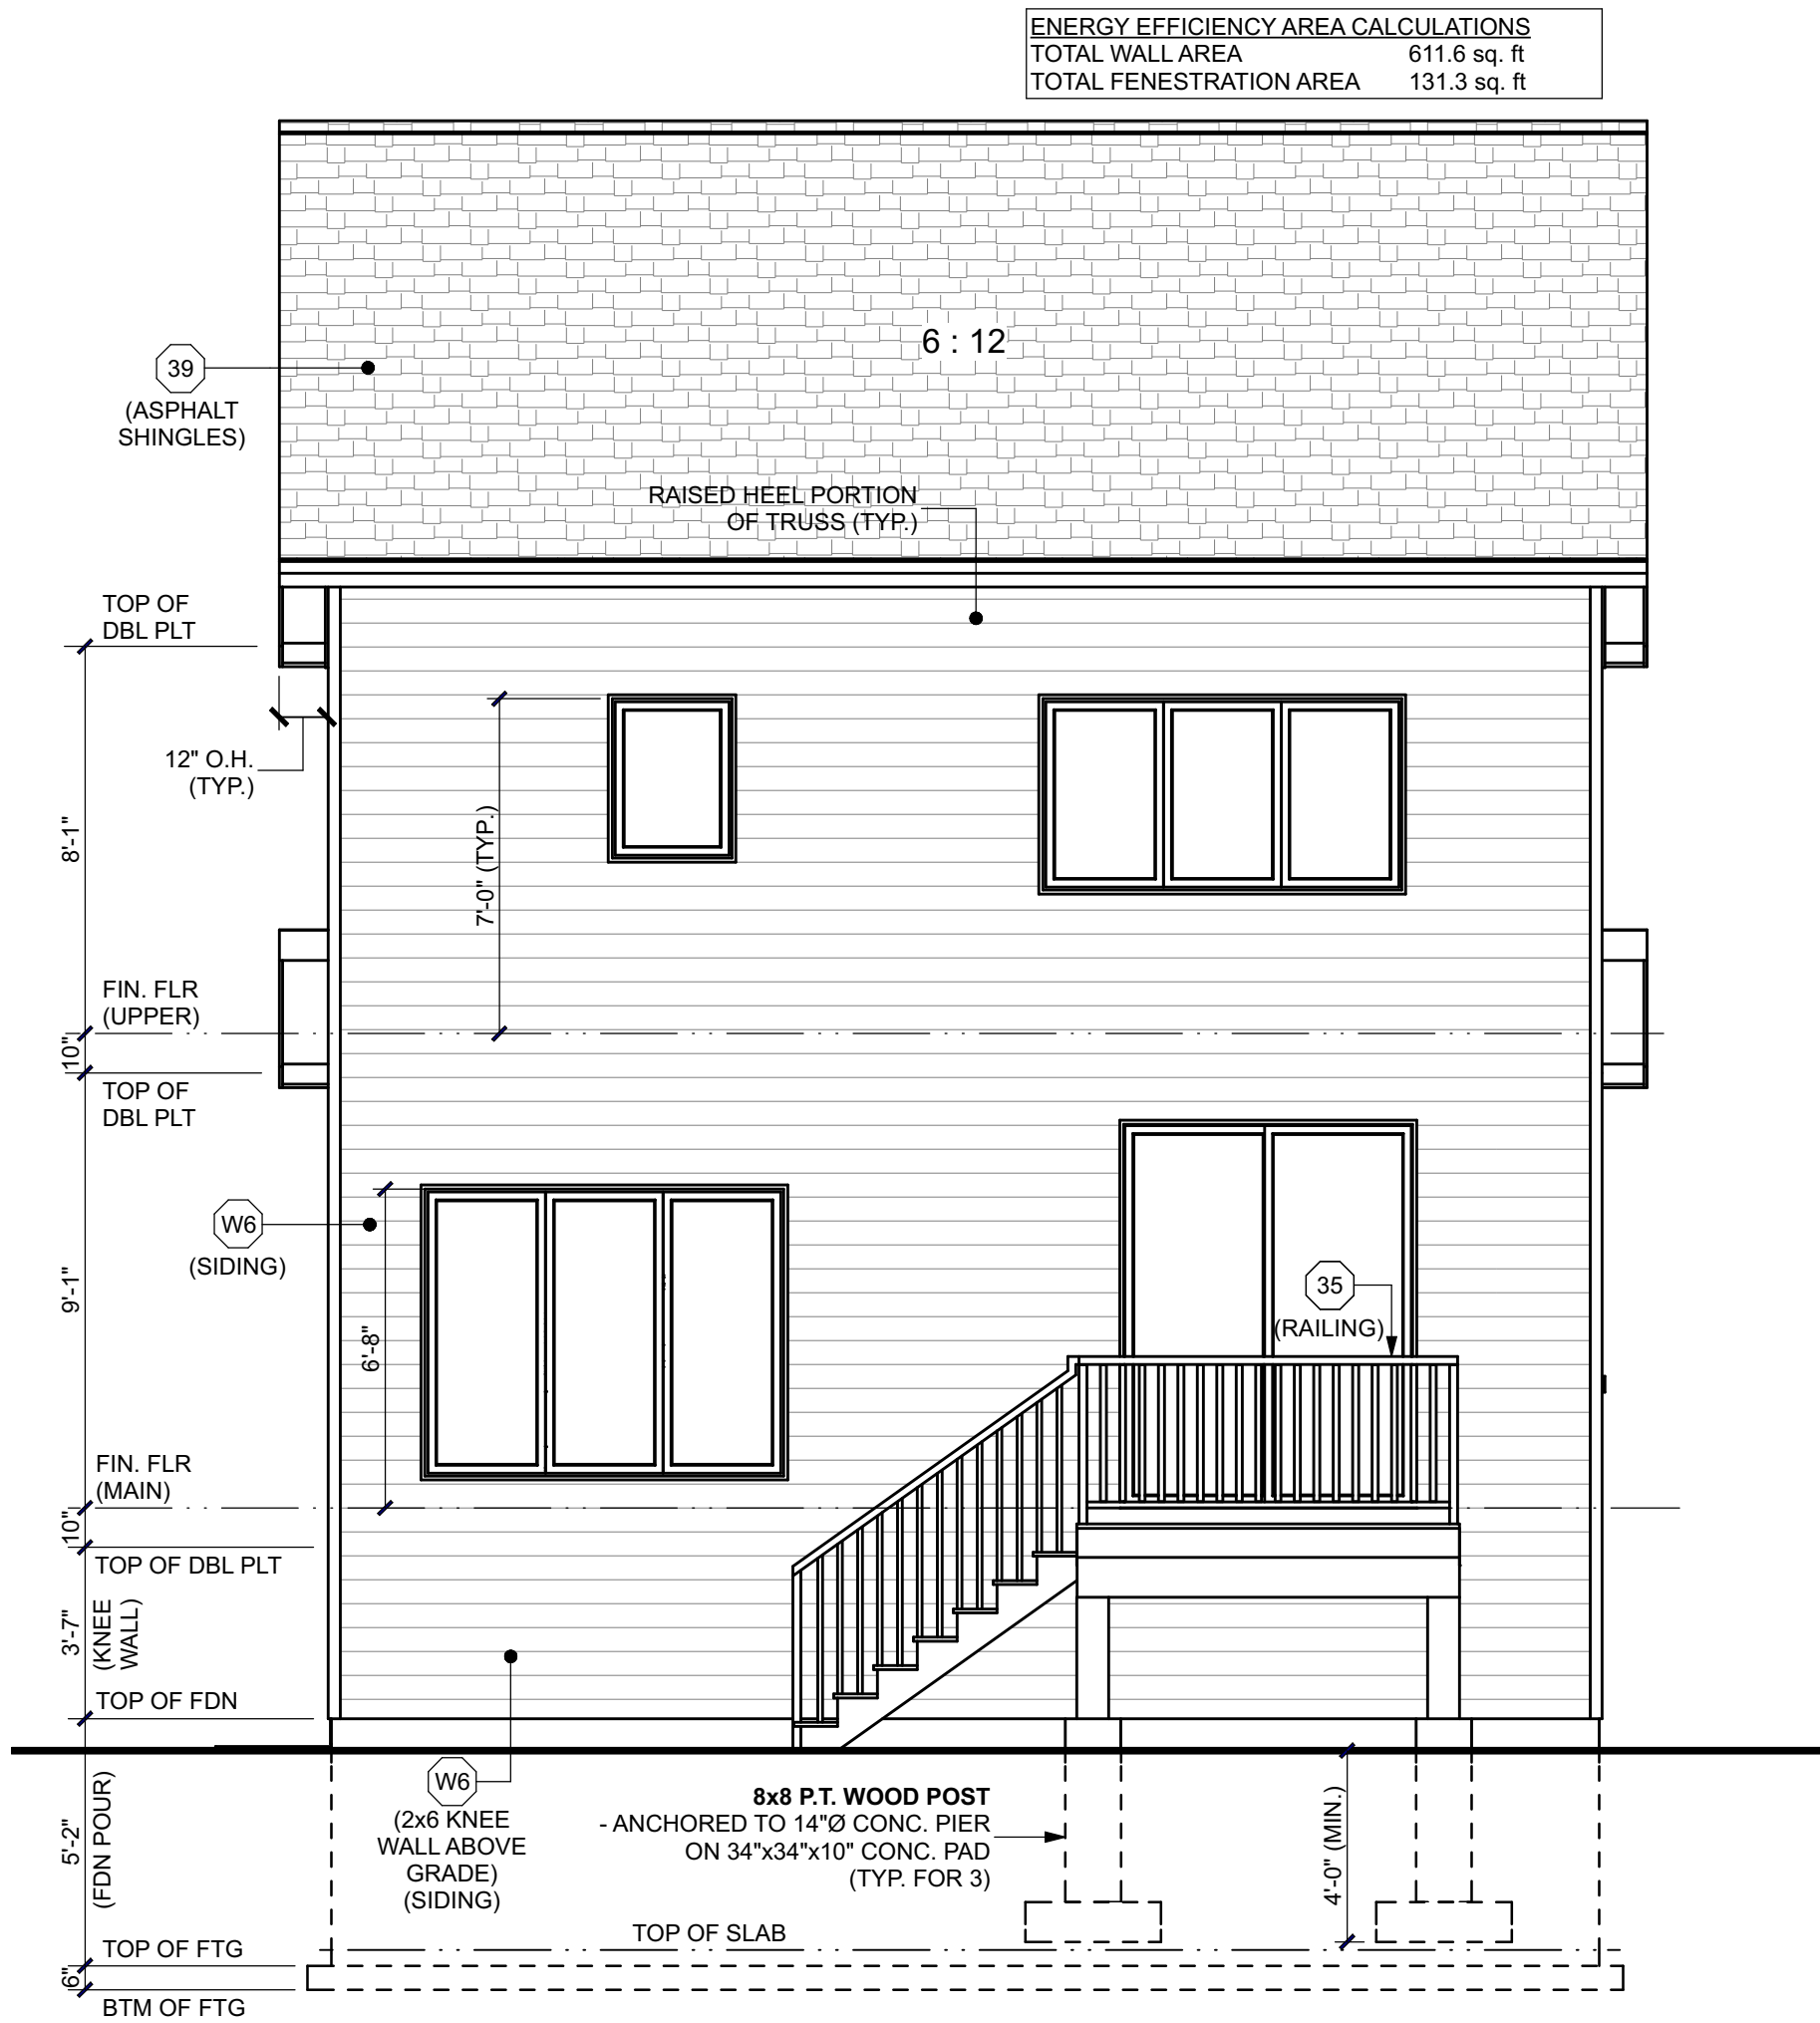 ENERGY EFFICIENCY AREA CALCULATIONS
TOTAL WALL AREA 611.6 sq. ft
TOTAL FENESTRATION AREA 131.3 sq. ft
6 : 12
39
(ASPHALT
SHINGLES)
RAISED HEEL PORTION
OF TRUSS (TYP.)
TOP OF
DBL PLT
12" O.H.
(TYP.)
8'-1"
7'-0" (TYP.)
FIN. FLR
(UPPER)
10"
TOP OF
DBL PLT
W6
(SIDING)
9'-1"
6'-8"
35
(RAILING)
FIN. FLR
(MAIN)
10"
TOP OF DBL PLT
3'-7"
(KNEE
WALL)
TOP OF FDN
W6
(2x6 KNEE
WALL ABOVE
GRADE)
(SIDING)
8x8 P.T. WOOD POST
- ANCHORED TO 14"Ø CONC. PIER
ON 34"x34"x10" CONC. PAD
(TYP. FOR 3)
4'-0" (MIN.)
5'-2"
(FDN POUR)
TOP OF SLAB
TOP OF FTG
6"
BTM OF FTG